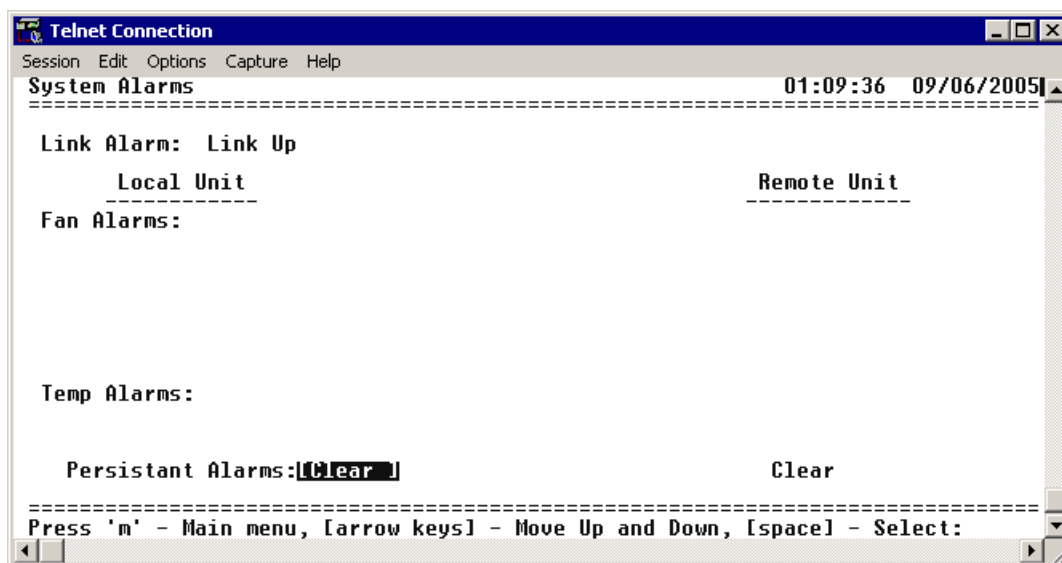 Telnet Connection
Session Edit Options Capture Help
System Alarms 01:09:36 09/06/2005
Link Alarm: Link Up
Local Unit Remote Unit
Fan Alarms:
Temp Alarms:
Persistant Alarms:[Clear ] Clear
Press 'm' - Main menu, [arrow keys] - Move Up and Down, [space] - Select: